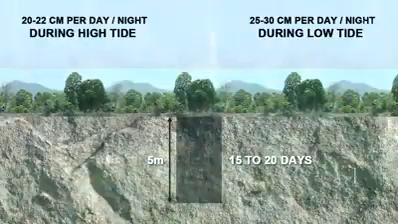 20-22 CM PER DAY / NIGHT
DURING HIGH TIDE
25-30 CM PER DAY / NIGHT
DURING LOW TIDE
5m
15 TO 20 DAYS